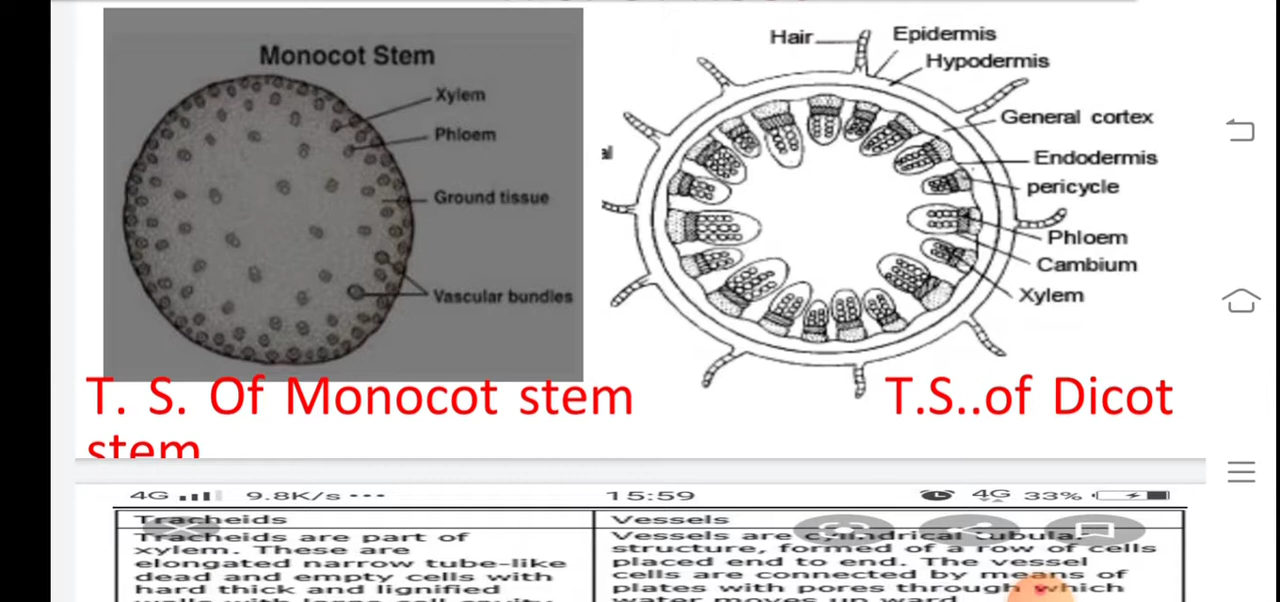 Monocot Stem
Xylem
Phloem
Ground tissue
Vascular bundles
Hair
Epidermis
Hypodermis
General cortex
Endodermis
pericycle
Phloem
Cambium
Xylem
T. S. Of Monocot stem
T.S..of Dicot
stem
4G 9.8K/s ...
15:59
4G 33%
Tracheids
Vessels
Tracheids are part of
xylem. These are
elongated narrow tube-like
dead and empty cells with
hard thick and lignified
Vessels are cylindrical tubular
structure, formed of a row of cells
placed end to end. The vessel
cells are connected by means of
plates with pores through which